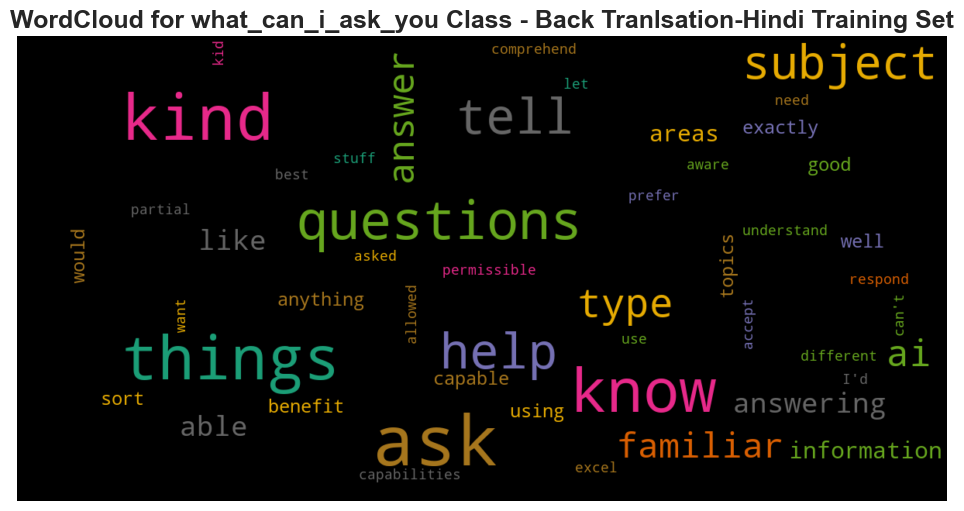 WordCloud for what_can_i_ask_you Class - Back Tranlsation-Hindi Training Set
kid
comprehend
subject
kind
answer
let
tell
need
areas
exactly
stuff
best
aware
good
prefer
partial
questions
like
would
asked
understand
well
topics
permissible
respond
anything
allowed
type
want
accept
can't
use
things
help
different
ai
capable
know
I'd
sort
benefit
using
answering
able
ask
familiar
information
capabilities
excel